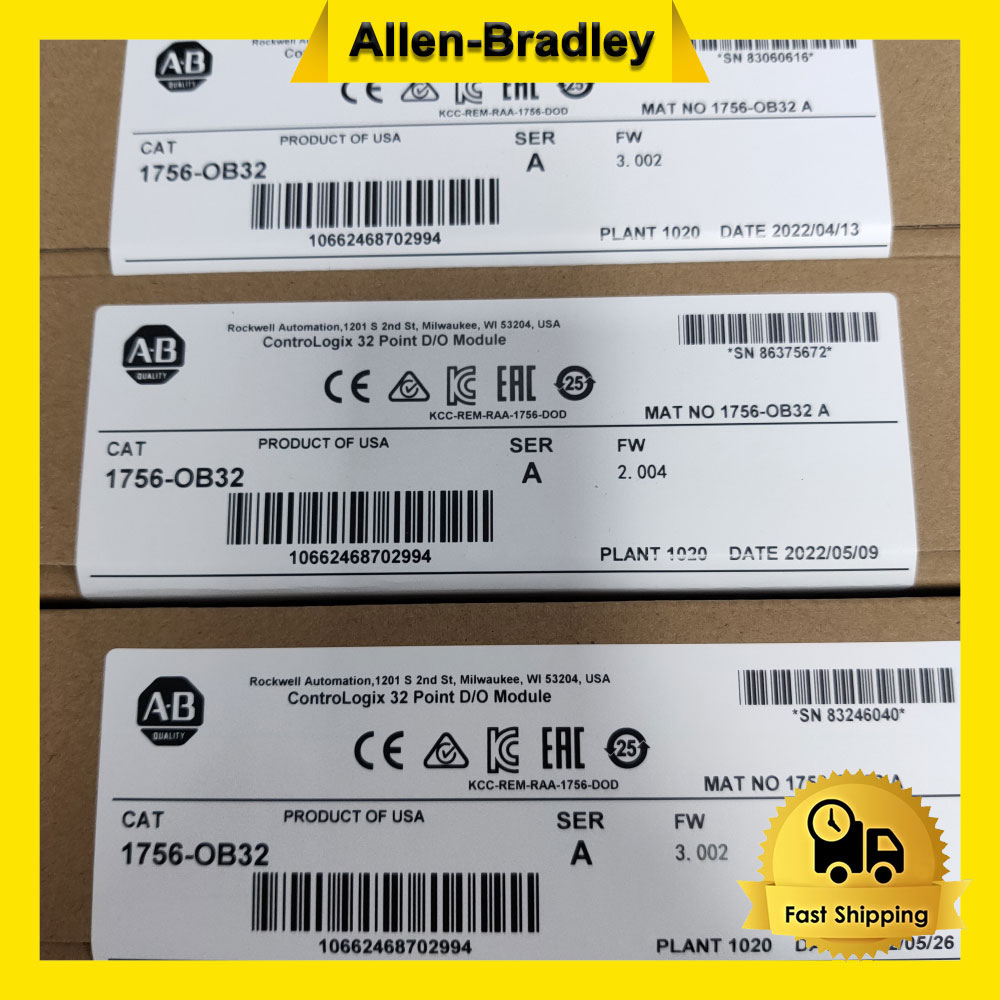 Allen-Bradley
A-B
QUALITY
*SN 83060616*
CE KC EAC 25
KCC-REM-RAA-1756-DOD
MAT NO 1756-OB32 A
CAT PRODUCT OF USA SER FW
1756-OB32 A 3.002
10662468702994
PLANT 1020 DATE 2022/04/13
Rockwell Automation,1201 S 2nd St, Milwaukee, WI 53204, USA
ControLogix 32 Point D/O Module
A-B
QUALITY
*SN 86375672*
CE KC EAC 25
KCC-REM-RAA-1756-DOD
MAT NO 1756-OB32 A
CAT PRODUCT OF USA SER FW
1756-OB32 A 2.004
10662468702994
PLANT 1020 DATE 2022/05/09
Rockwell Automation,1201 S 2nd St, Milwaukee, WI 53204, USA
ControLogix 32 Point D/O Module
A-B
QUALITY
*SN 83246040*
CE KC EAC 25
KCC-REM-RAA-1756-DOD
MAT NO
CAT PRODUCT OF USA SER FW
1756-OB32 A 3.002
10662468702994
PLANT 1020
Fast Shipping